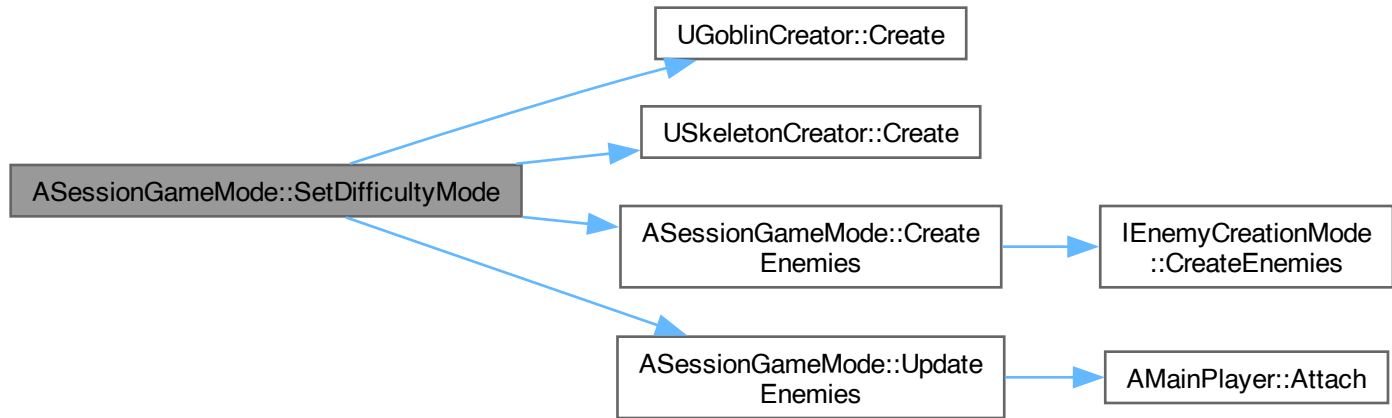 UGoblinCreator::Create
USkeletonCreator::Create
ASessionGameMode::SetDifficultyMode
ASessionGameMode::Create
Enemies
IEnemyCreationMode
::CreateEnemies
ASessionGameMode::Update
Enemies
AMainPlayer::Attach